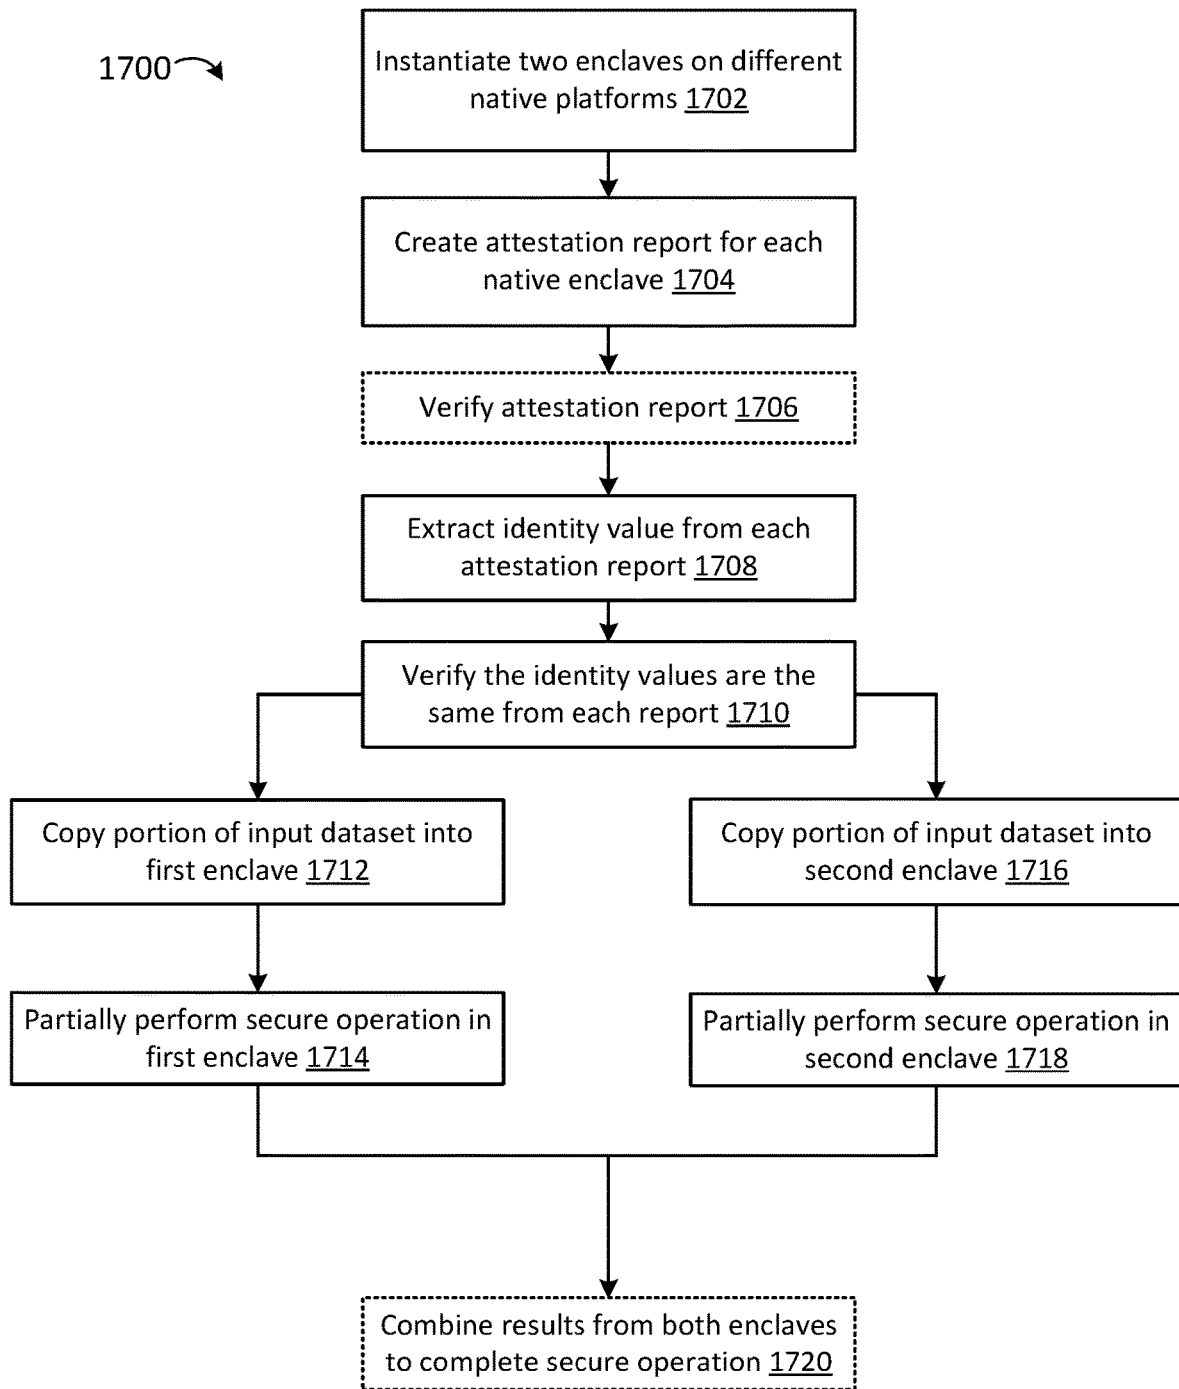 1700
Instantiate two enclaves on different
native platforms 1702
Create attestation report for each
native enclave 1704
Verify attestation report 1706
Extract identity value from each
attestation report 1708
Verify the identity values are the
same from each report 1710
Copy portion of input dataset into
first enclave 1712
Copy portion of input dataset into
second enclave 1716
Partially perform secure operation in
first enclave 1714
Partially perform secure operation in
second enclave 1718
Combine results from both enclaves
to complete secure operation 1720